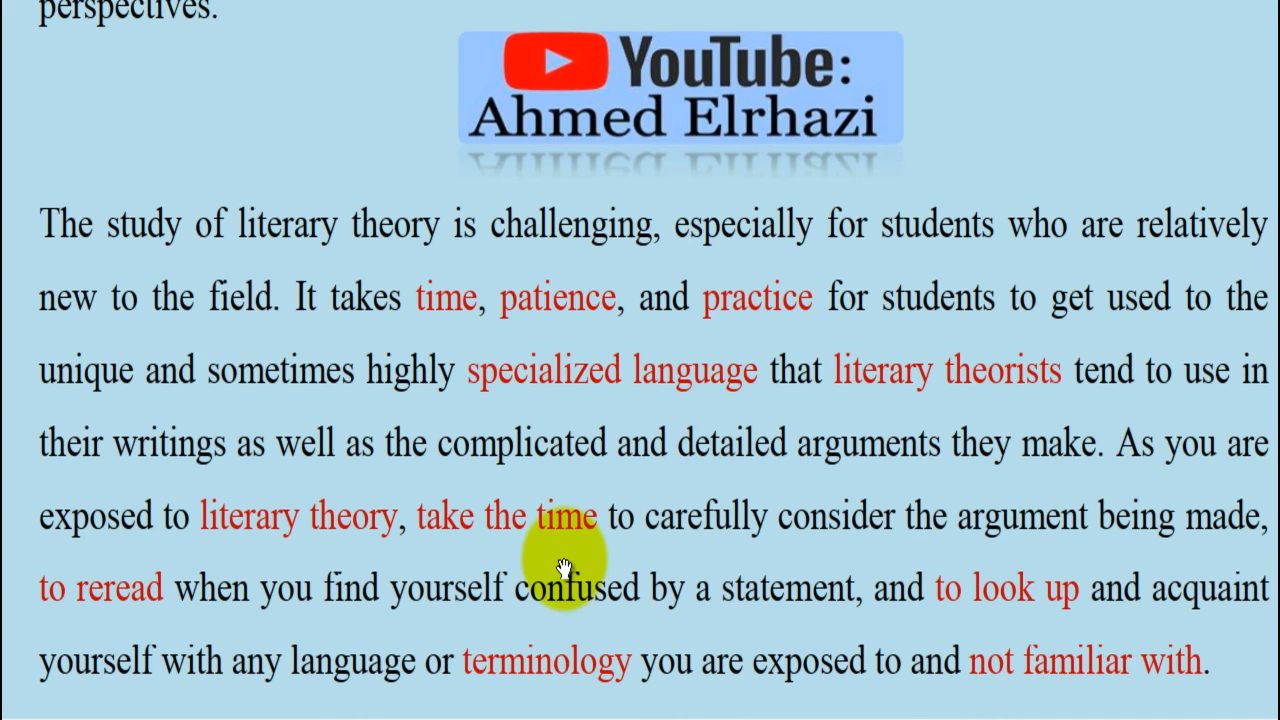 perspectives.
YouTube:
Ahmed Elrhazi
The study of literary theory is challenging, especially for students who are relatively
new to the field. It takes time, patience, and practice for students to get used to the
unique and sometimes highly specialized language that literary theorists tend to use in
their writings as well as the complicated and detailed arguments they make. As you are
exposed to literary theory, take the time to carefully consider the argument being made,
to reread when you find yourself confused by a statement, and to look up and acquaint
yourself with any language or terminology you are exposed to and not familiar with.